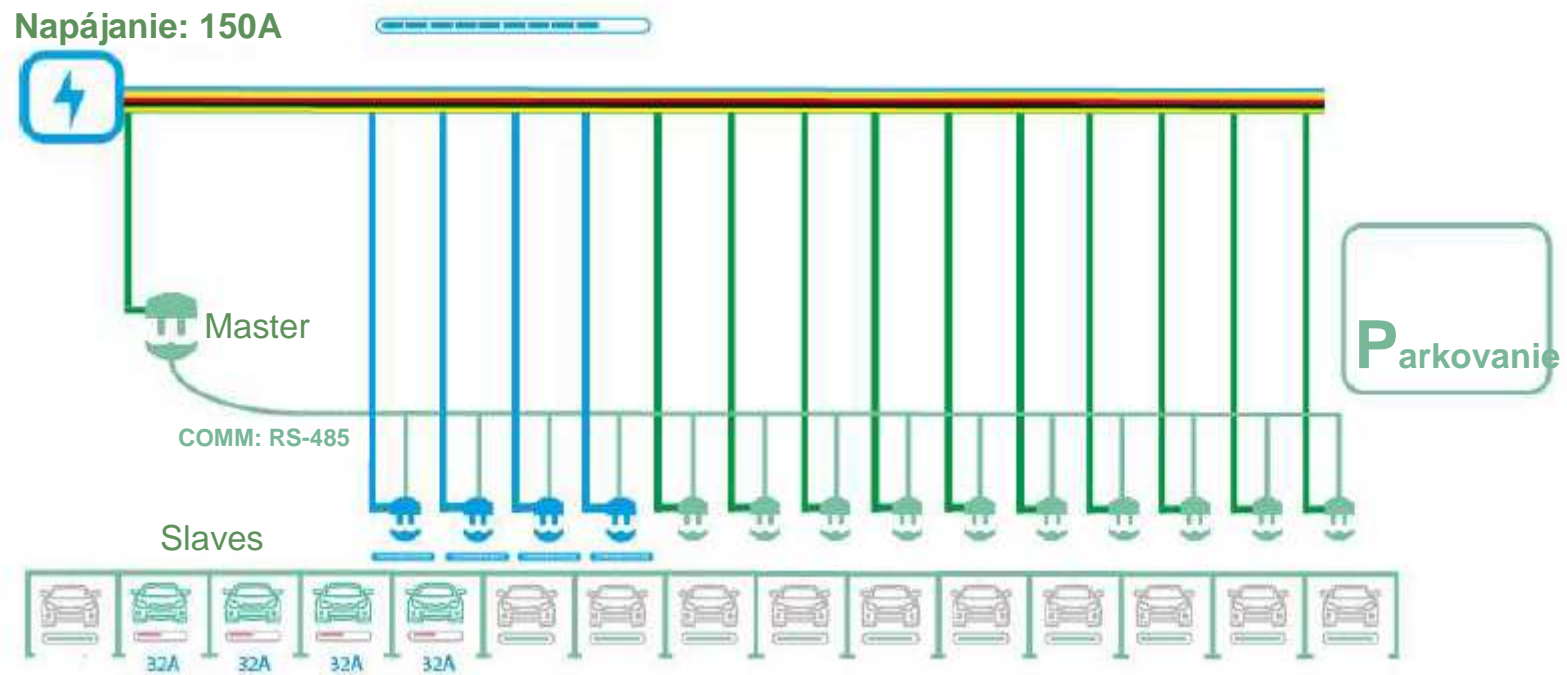 Napájanie: 150A
Master
Parkovanie
COMM: RS-485
Slaves
32A 32A 32A 32A